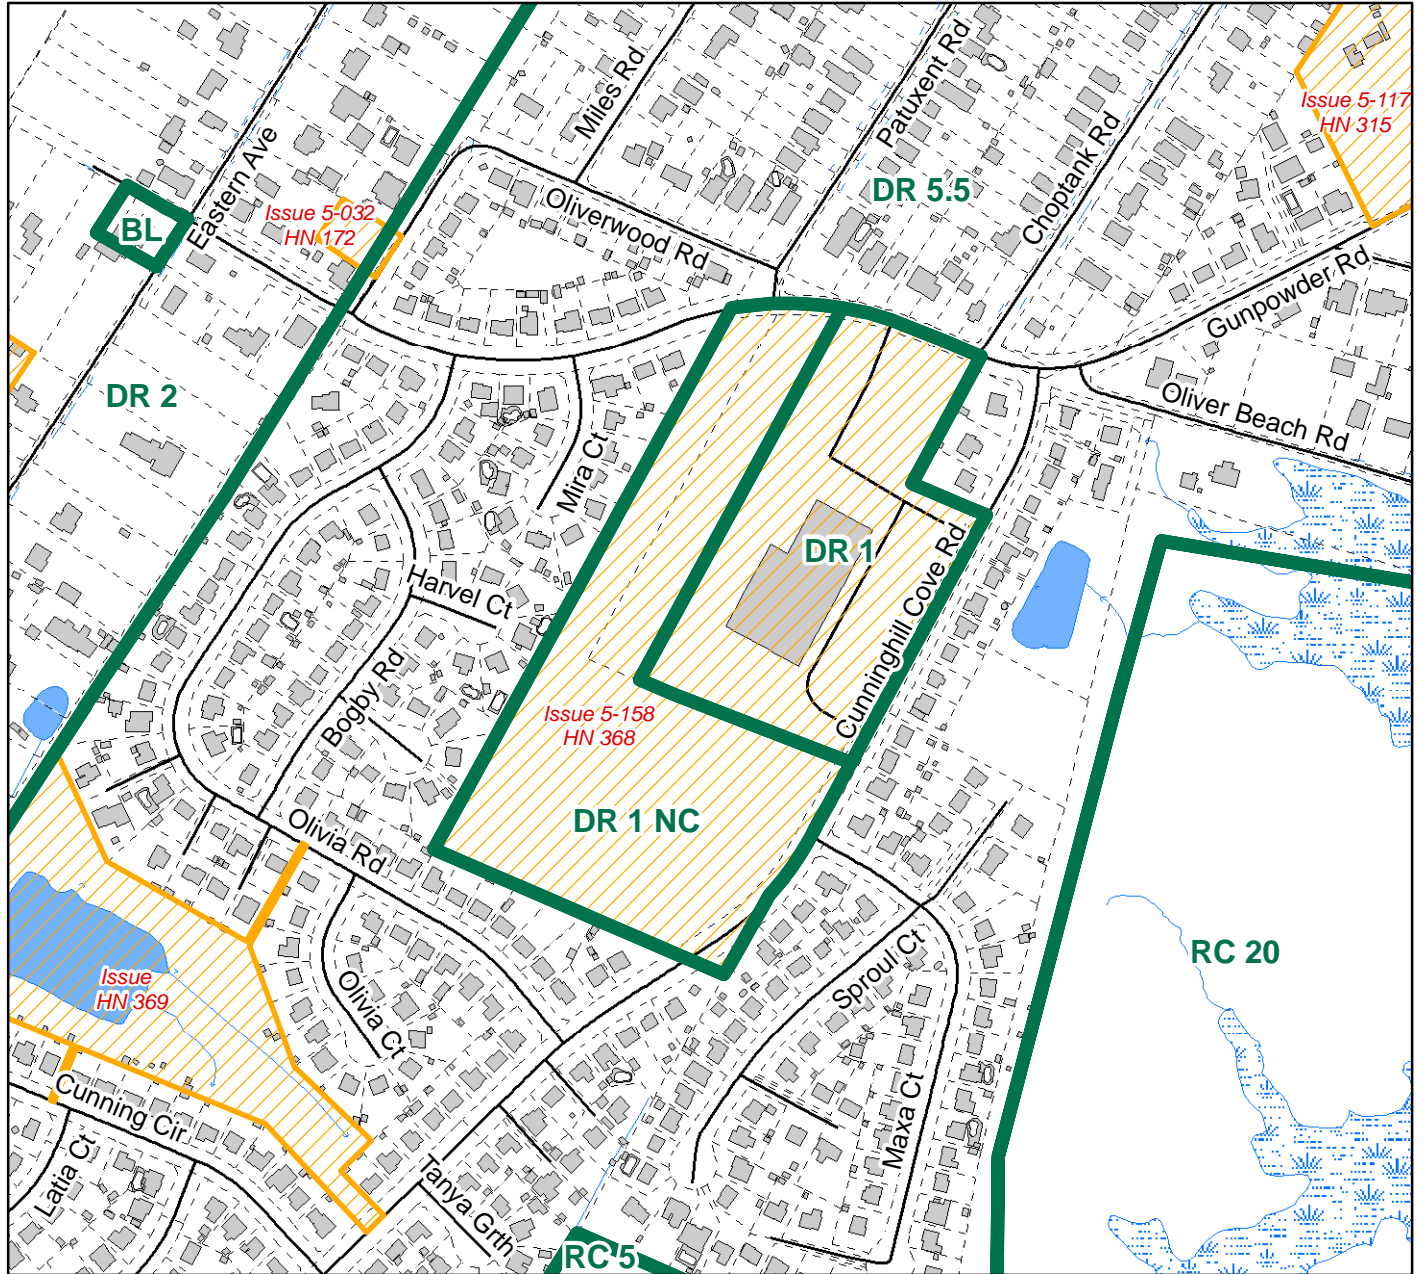 Miles Rd
Patuxent Rd
Issue 5-117
HN 315
Choptank Rd
Eastern Ave
DR 5.5
Issue 5-032
HN 172
BL
Oliverwood Rd
Gunpowder Rd
DR 2
Oliver Beach Rd
Mira Ct
DR 1
Harvel Ct
Cunninghill Cove Rd
Bogby Rd
Issue 5-158
HN 368
DR 1 NC
Olivia Rd
RC 20
Sproul Ct
Issue
HN 369
Olivia Ct
Cunning Cir
Maxa Ct
Latia Ct
Tanya Grth
RC 5